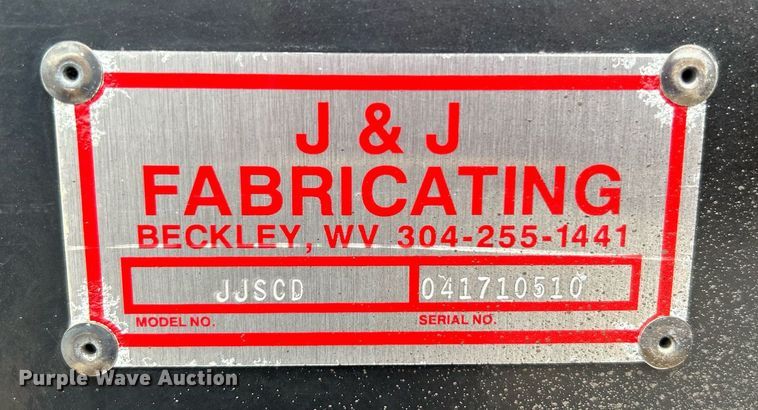 J & J
FABRICATING
BECKLEY, WV 304-255-1441
JJSCD 041710510
MODEL NO. SERIAL NO.
Purple Wave Auction